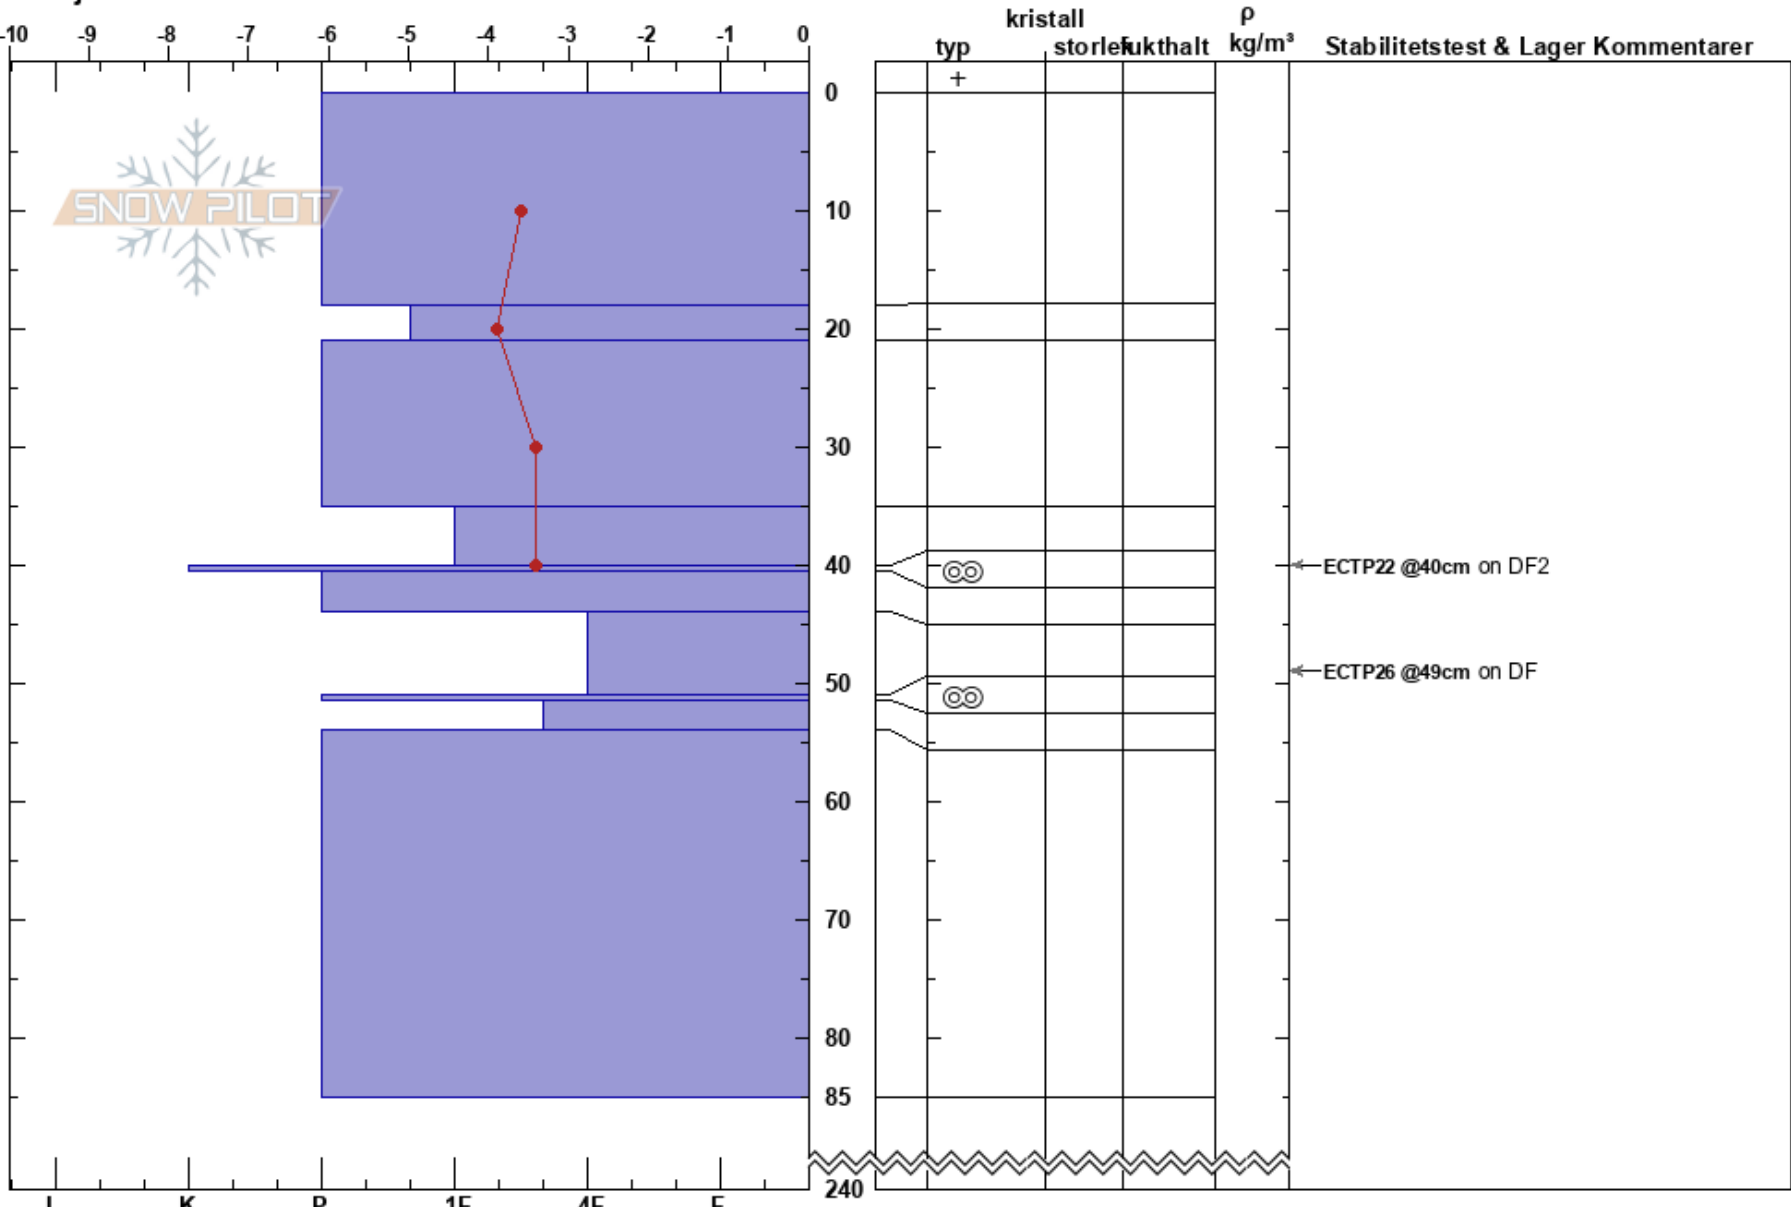 kristall ρ
-10 -9 -8 -7 -6 -5 -4 -3 -2 -1 0
typ storlek fukthalt kg/m³ Stabilitetstest & Lager Kommentarer
+
0
SNOW PILOT
10
20
30
40 ECTP22 @40cm on DF2
ECTP26 @49cm on DF
50
60
70
80
85
240
I K P 1F 4F F